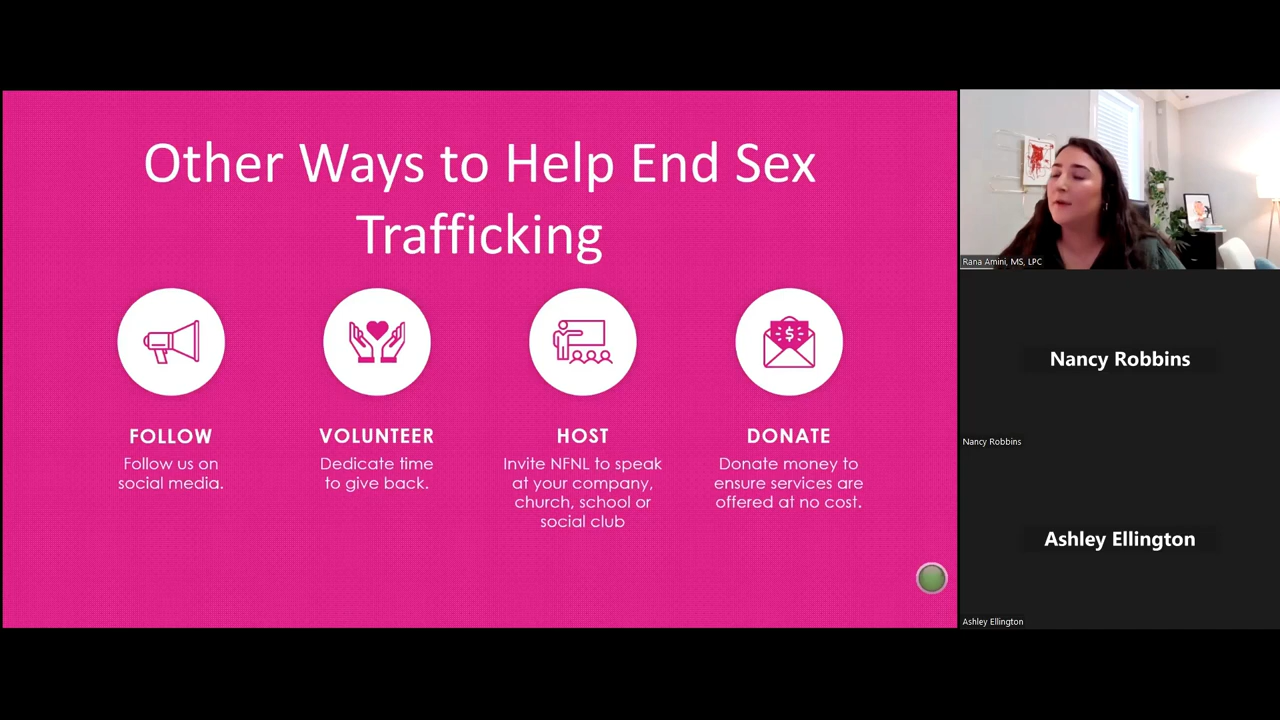 Other Ways to Help End Sex
Trafficking
FOLLOW
Follow us on
social media.
VOLUNTEER
Dedicate time
to give back.
HOST
Invite NFNL to speak
at your company,
church, school or
social club
$
DONATE
Donate money to
ensure services are
offered at no cost.
Rana Amini, MS, LPC
Nancy Robbins
Nancy Robbins
Ashley Ellington
Ashley Ellington